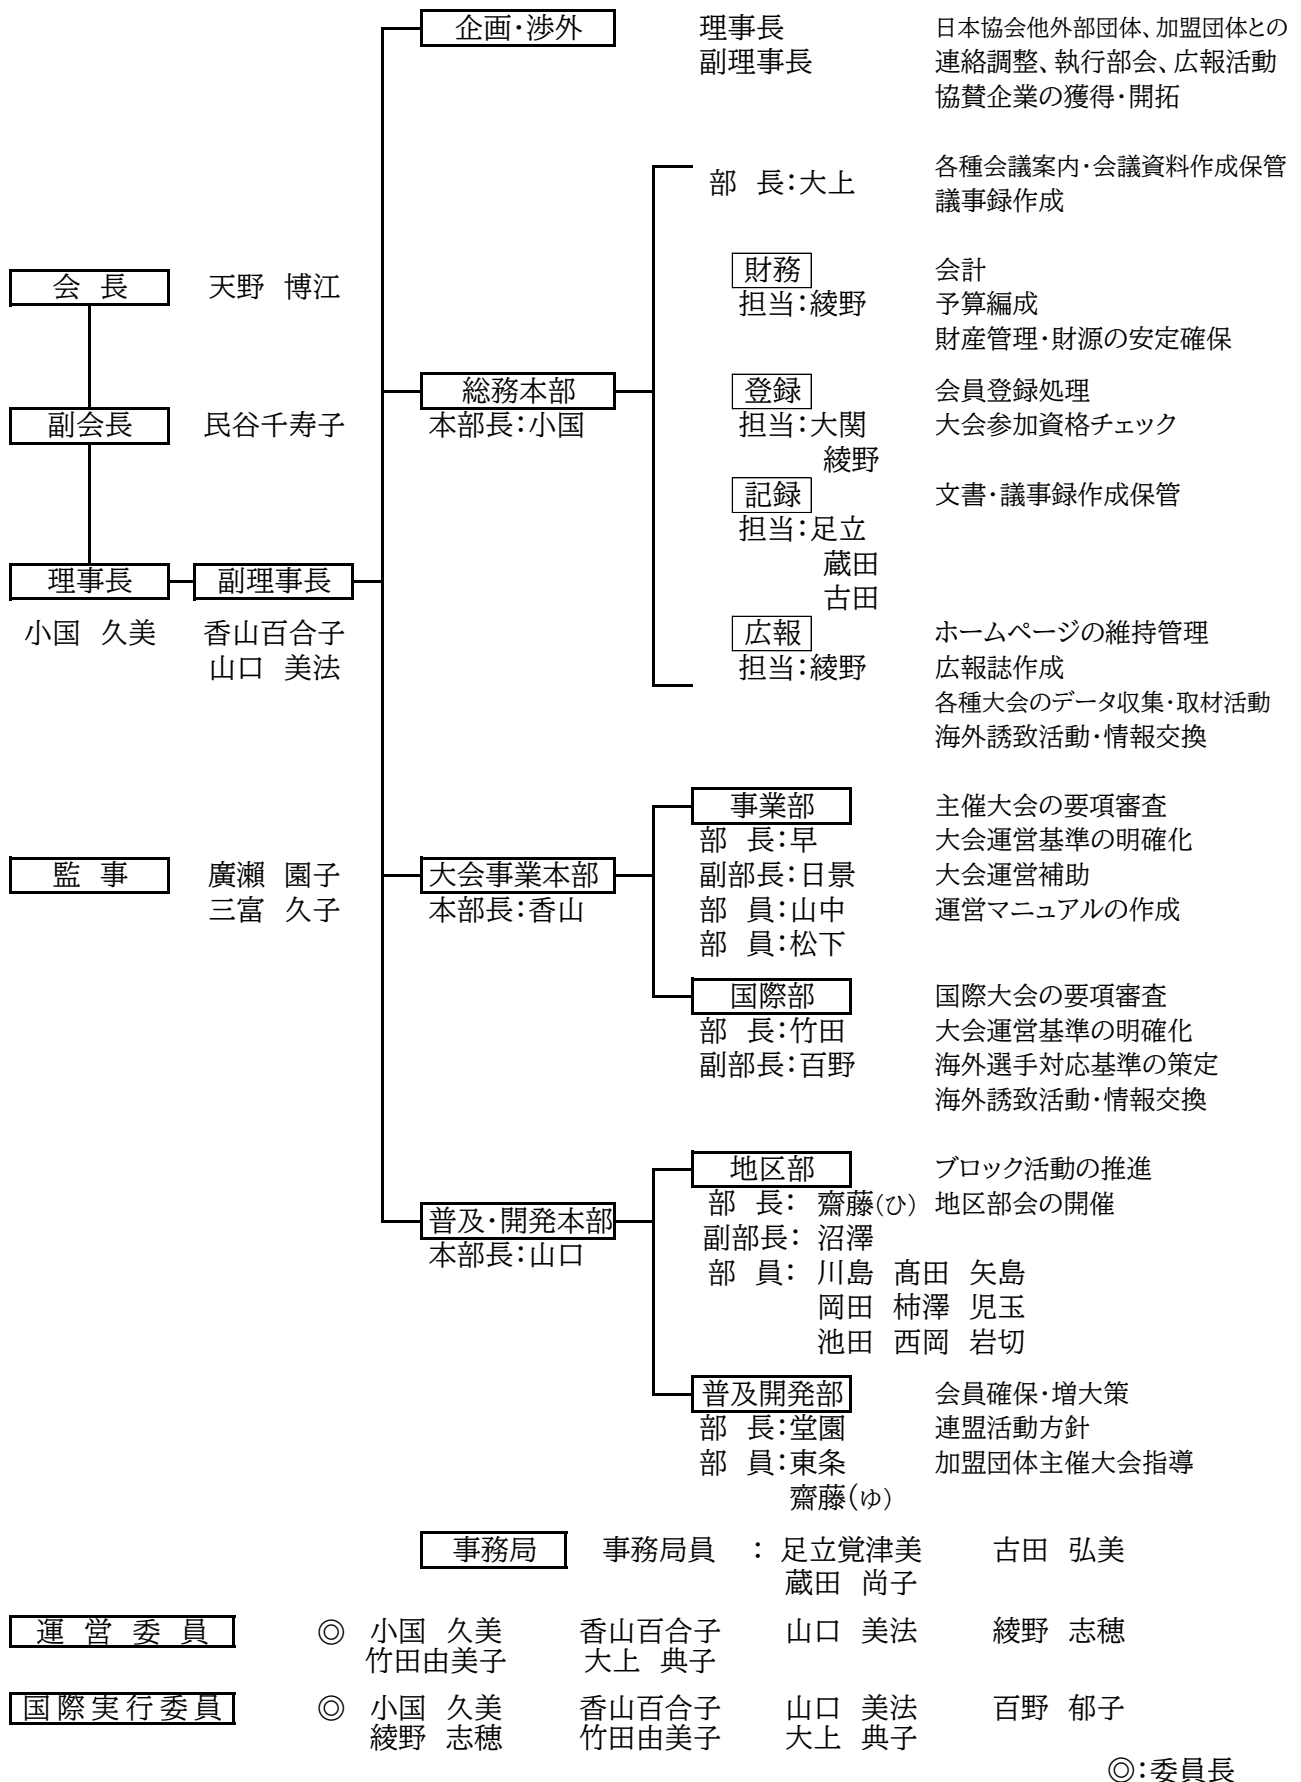 企画・渉外 理事長 日本協会他外部団体、加盟団体との
副理事長 連絡調整、執行部会、広報活動
協賛企業の獲得・開拓
部 長：大上 各種会議案内・会議資料作成保管
議事録作成
会 長 天野 博江 財務 会計
担当：綾野 予算編成
財産管理・財源の安定確保
総務本部 登録 会員登録処理
副会長 民谷千寿子 本部長：小国 担当：大関 大会参加資格チェック
綾野
記録 文書・議事録作成保管
担当：足立
蔵田
理事長 副理事長 古田
小国 久美 香山百合子 広報 ホームページの維持管理
山口 美法 担当：綾野 広報誌作成
各種大会のデータ収集・取材活動
海外誘致活動・情報交換
事業部 主催大会の要項審査
部 長：早 大会運営基準の明確化
監 事 廣瀬 園子 大会事業本部 副部長：日景 大会運営補助
三富 久子 本部長：香山 部 員：山中 運営マニュアルの作成
部 員：松下
国際部 国際大会の要項審査
部 長：竹田 大会運営基準の明確化
副部長：百野 海外選手対応基準の策定
海外誘致活動・情報交換
地区部 ブロック活動の推進
普及・開発本部 部 長： 齋藤（ひ） 地区部会の開催
本部長：山口 副部長： 沼澤
部 員： 川島 髙田 矢島
岡田 柿澤 児玉
池田 西岡 岩切
普及開発部 会員確保・増大策
部 長：堂園 連盟活動方針
部 員：東条 加盟団体主催大会指導
齋藤（ゆ）
事務局 事務局員 ： 足立覚津美 古田 弘美
蔵田 尚子
運 営 委 員 ◎ 小国 久美 香山百合子 山口 美法 綾野 志穂
竹田由美子 大上 典子
国際実行委員 ◎ 小国 久美 香山百合子 山口 美法 百野 郁子
綾野 志穂 竹田由美子 大上 典子
◎：委員長